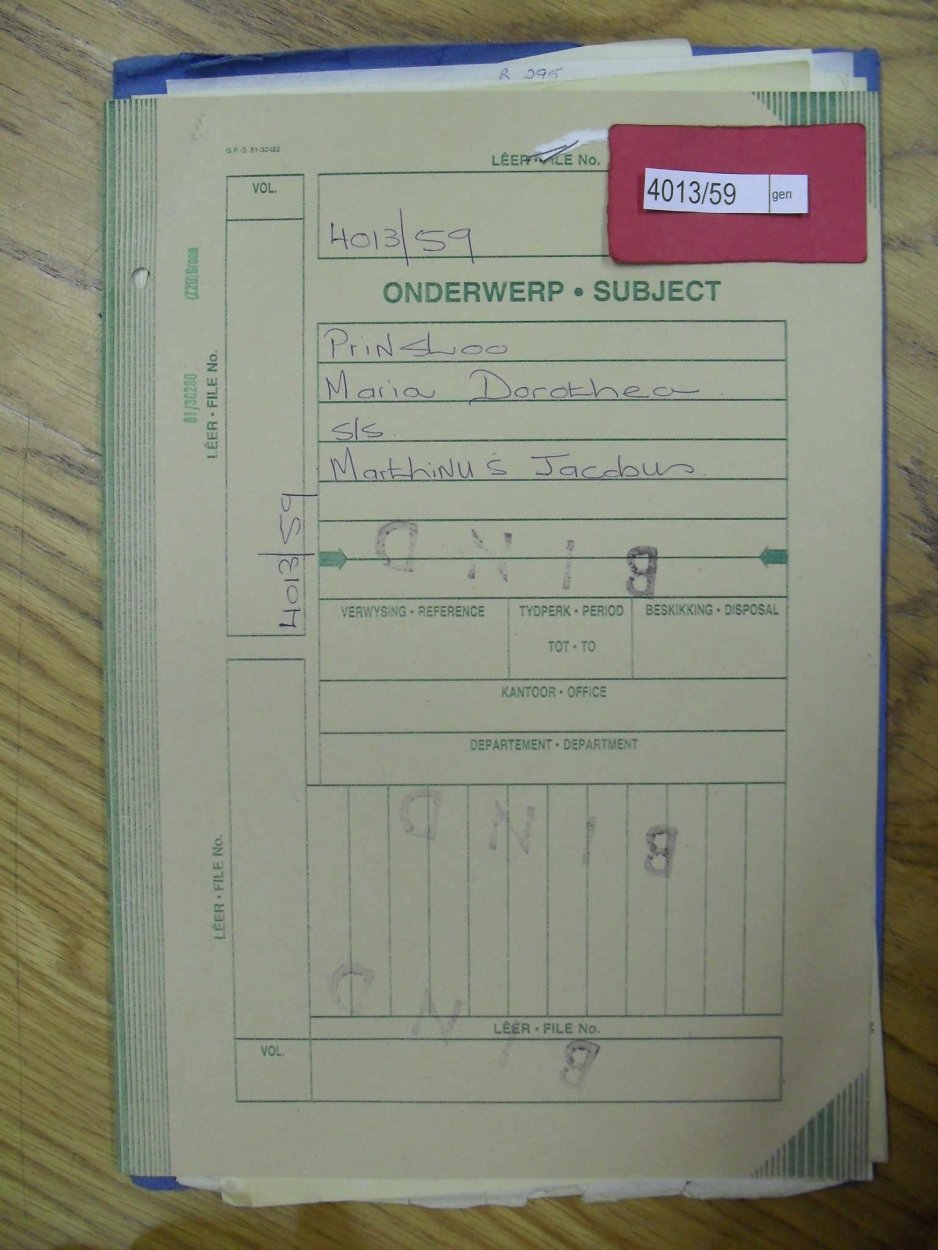 R 295
G.P.-S. 81-30482
LÊER • FILE No.
4013/59 gen
VOL.
4013/59
ONDERWERP • SUBJECT
Prinsloo
Maria Dorothea
s/s
Marthinus Jacobus
BIND
LÊER • FILE No.
4013/59
VERWYSING • REFERENCE
TYDPERK • PERIOD
TOT • TO
BESKIKKING • DISPOSAL
KANTOOR • OFFICE
DEPARTEMENT • DEPARTMENT
BIND
LÊER • FILE No.
BIND
LÊER • FILE No.
VOL.